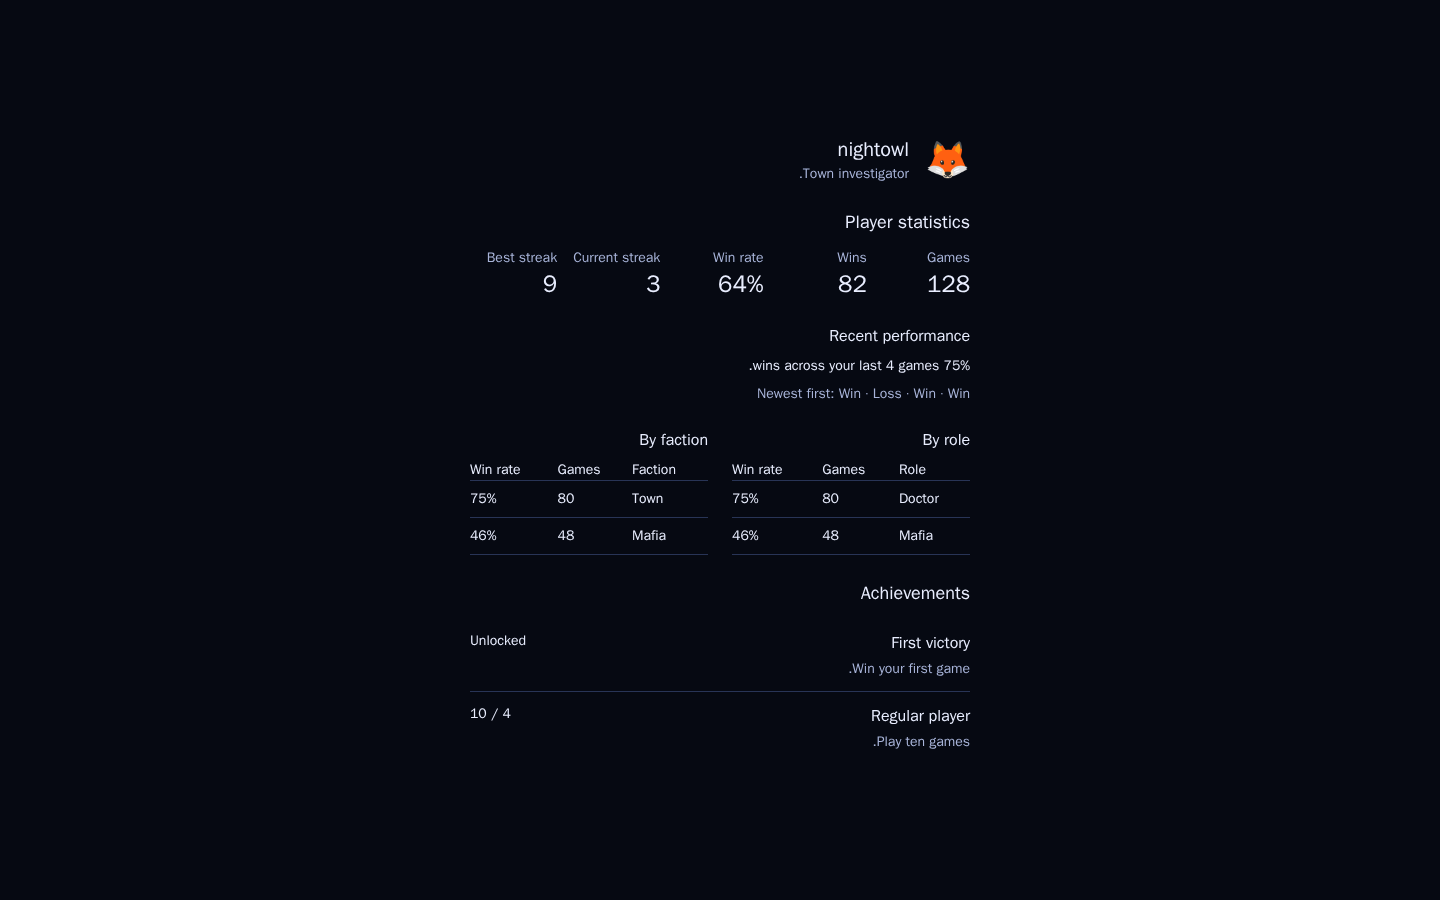 nightowl
.Town investigator
Player statistics
Best streak Current streak Win rate Wins Games
9 3 64% 82 128
Recent performance
.wins across your last 4 games 75%
Newest first: Win · Loss · Win · Win
By faction By role
Win rate Games Faction Win rate Games Role
75% 80 Town 75% 80 Doctor
46% 48 Mafia 46% 48 Mafia
Achievements
Unlocked First victory
.Win your first game
10 / 4 Regular player
.Play ten games